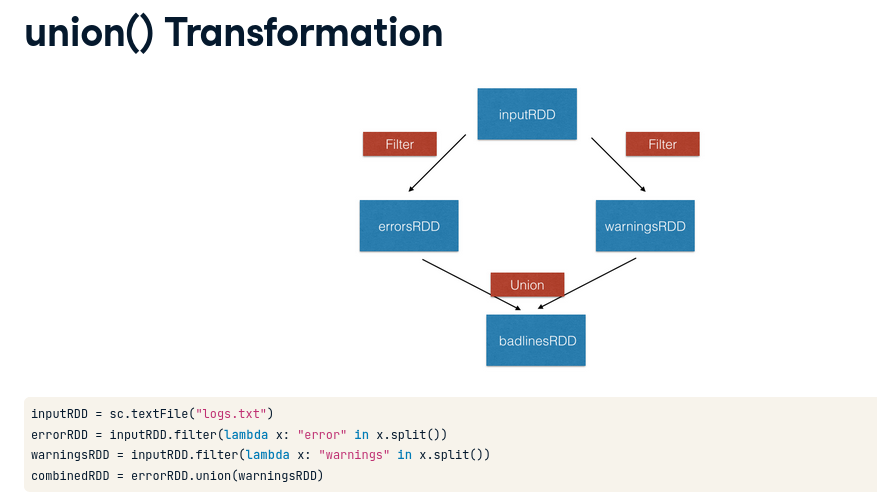 union() Transformation
inputRDD
Filter
Filter
errorsRDD
warningsRDD
Union
badlinesRDD
inputRDD = sc.textFile("logs.txt")
errorRDD = inputRDD.filter(lambda x: "error" in x.split())
warningsRDD = inputRDD.filter(lambda x: "warnings" in x.split())
combinedRDD = errorRDD.union(warningsRDD)